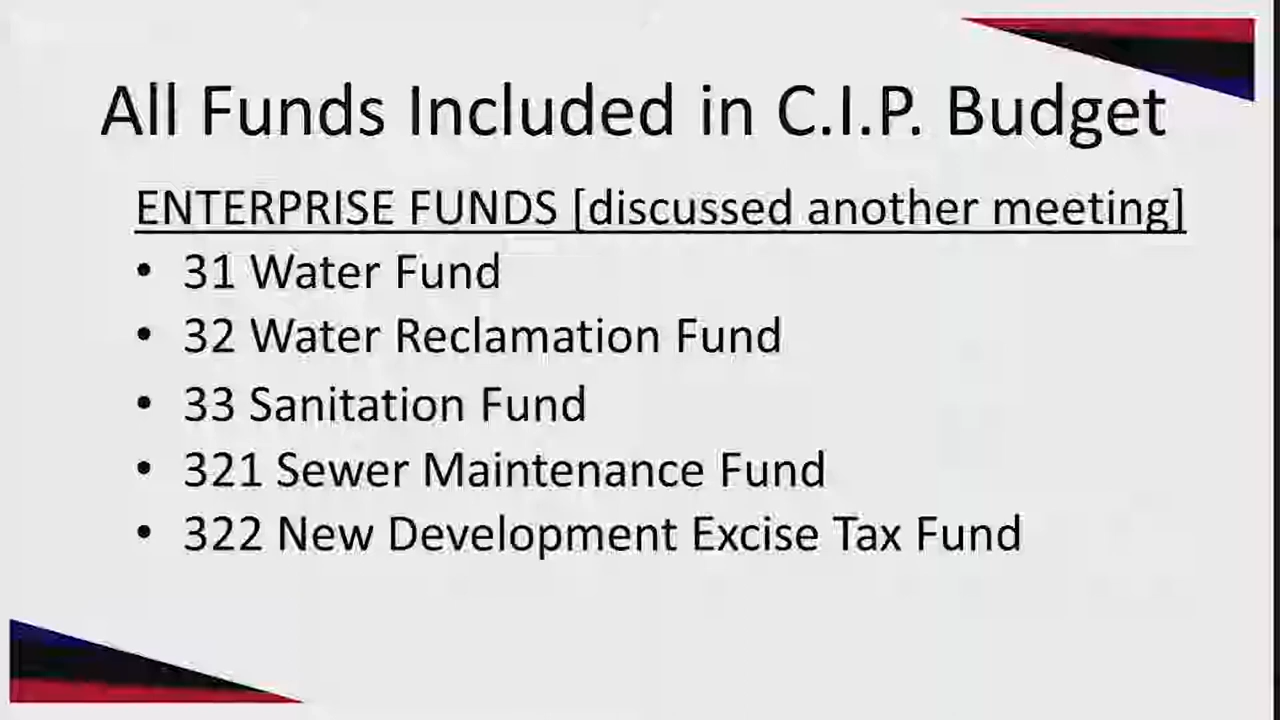 All Funds Included in C.I.P. Budget
ENTERPRISE FUNDS [discussed another meeting]
• 31 Water Fund
• 32 Water Reclamation Fund
• 33 Sanitation Fund
• 321 Sewer Maintenance Fund
• 322 New Development Excise Tax Fund